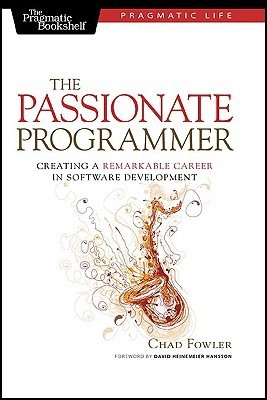 The
Pragmatic
Bookshelf
PRAGMATIC LIFE
THE
PASSIONATE
PROGRAMMER
CREATING A REMARKABLE CAREER
IN SOFTWARE DEVELOPMENT
CHAD FOWLER
FOREWORD BY DAVID HEINEMEIER HANSSON